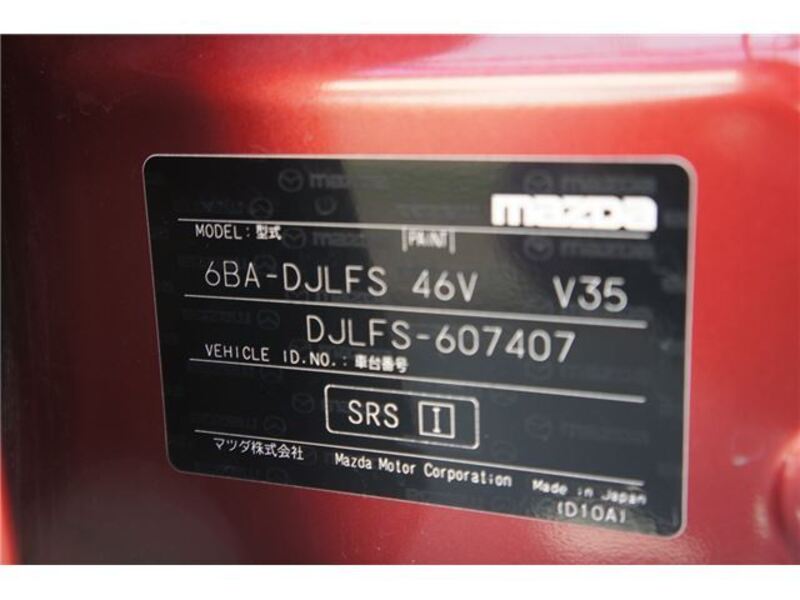 mazda
MODEL：型式 PAINT
6BA-DJLFS 46V V35
DJLFS-607407
VEHICLE ID.NO.：車台番号
SRS I
マツダ株式会社 Mazda Motor Corporation Made in Japan
(D10A)